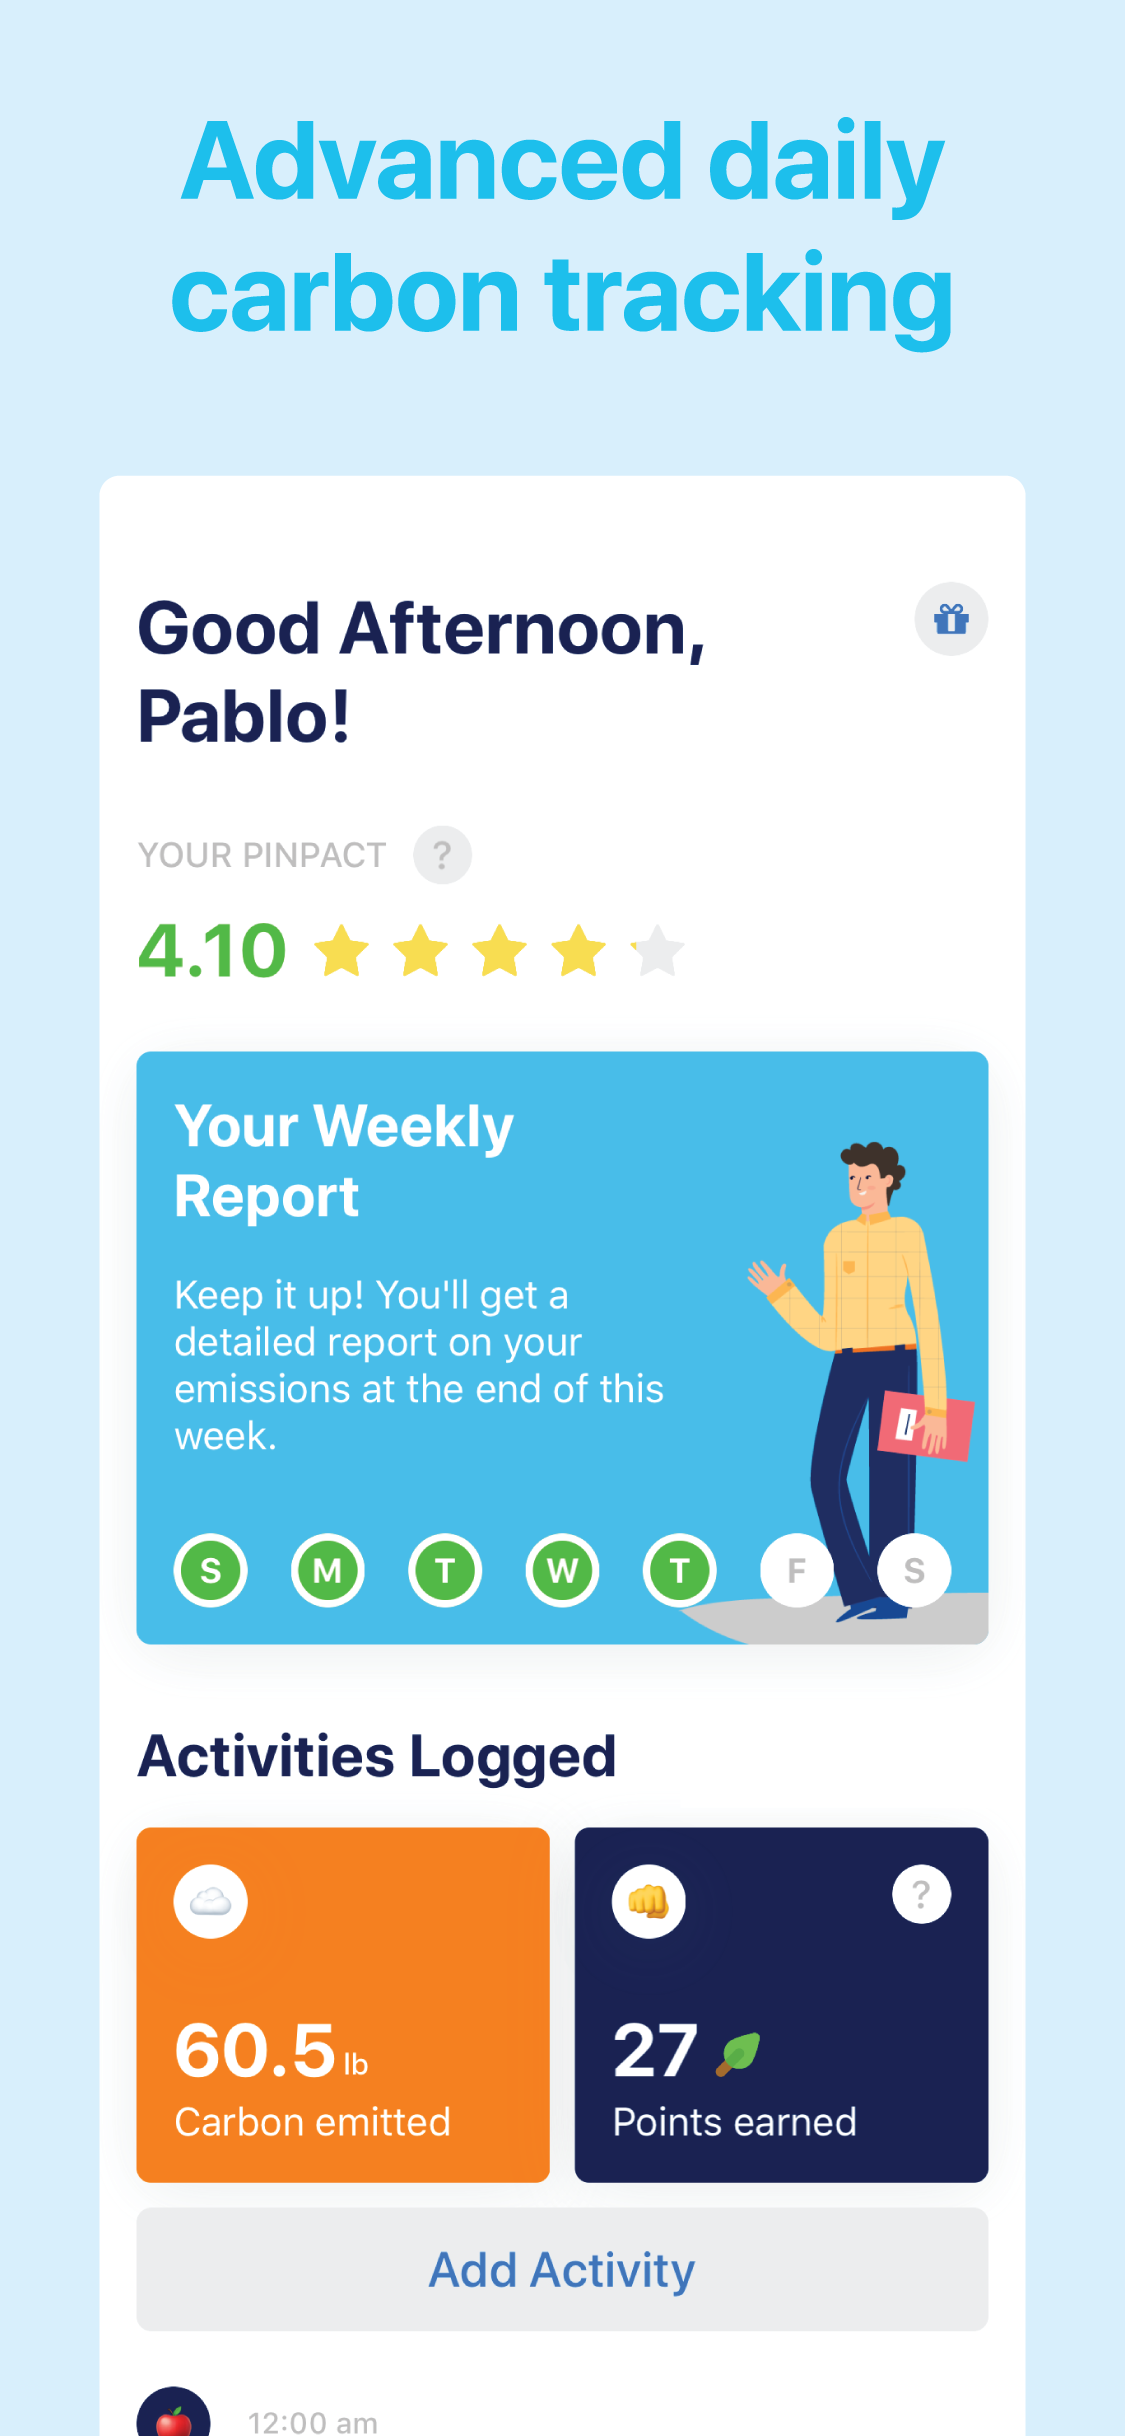 Advanced daily
carbon tracking
Good Afternoon,
Pablo!
YOUR PINPACT ?
4.10
Your Weekly
Report
Keep it up! You'll get a
detailed report on your
emissions at the end of this
week.
S M T W T F S
Activities Logged
?
60.5 lb
Carbon emitted
27
Points earned
Add Activity
12:00 am